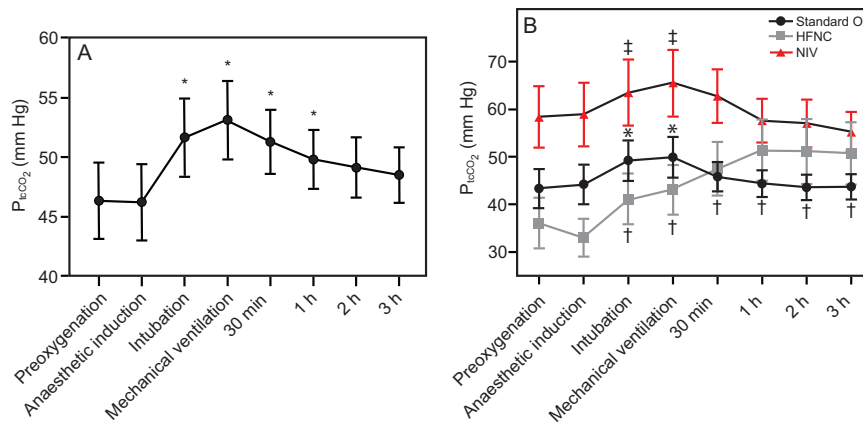 A
60
55
50
45
40
PtcCO2 (mm Hg)
* * * *
Preoxygenation
Anaesthetic induction
Intubation
Mechanical ventilation
30 min
1 h
2 h
3 h
B
Standard O
HFNC
NIV
70
60
50
40
30
PtcCO2 (mm Hg)
‡ ‡
* *
† † † † † †
Preoxygenation
Anaesthetic induction
Intubation
Mechanical ventilation
30 min
1 h
2 h
3 h